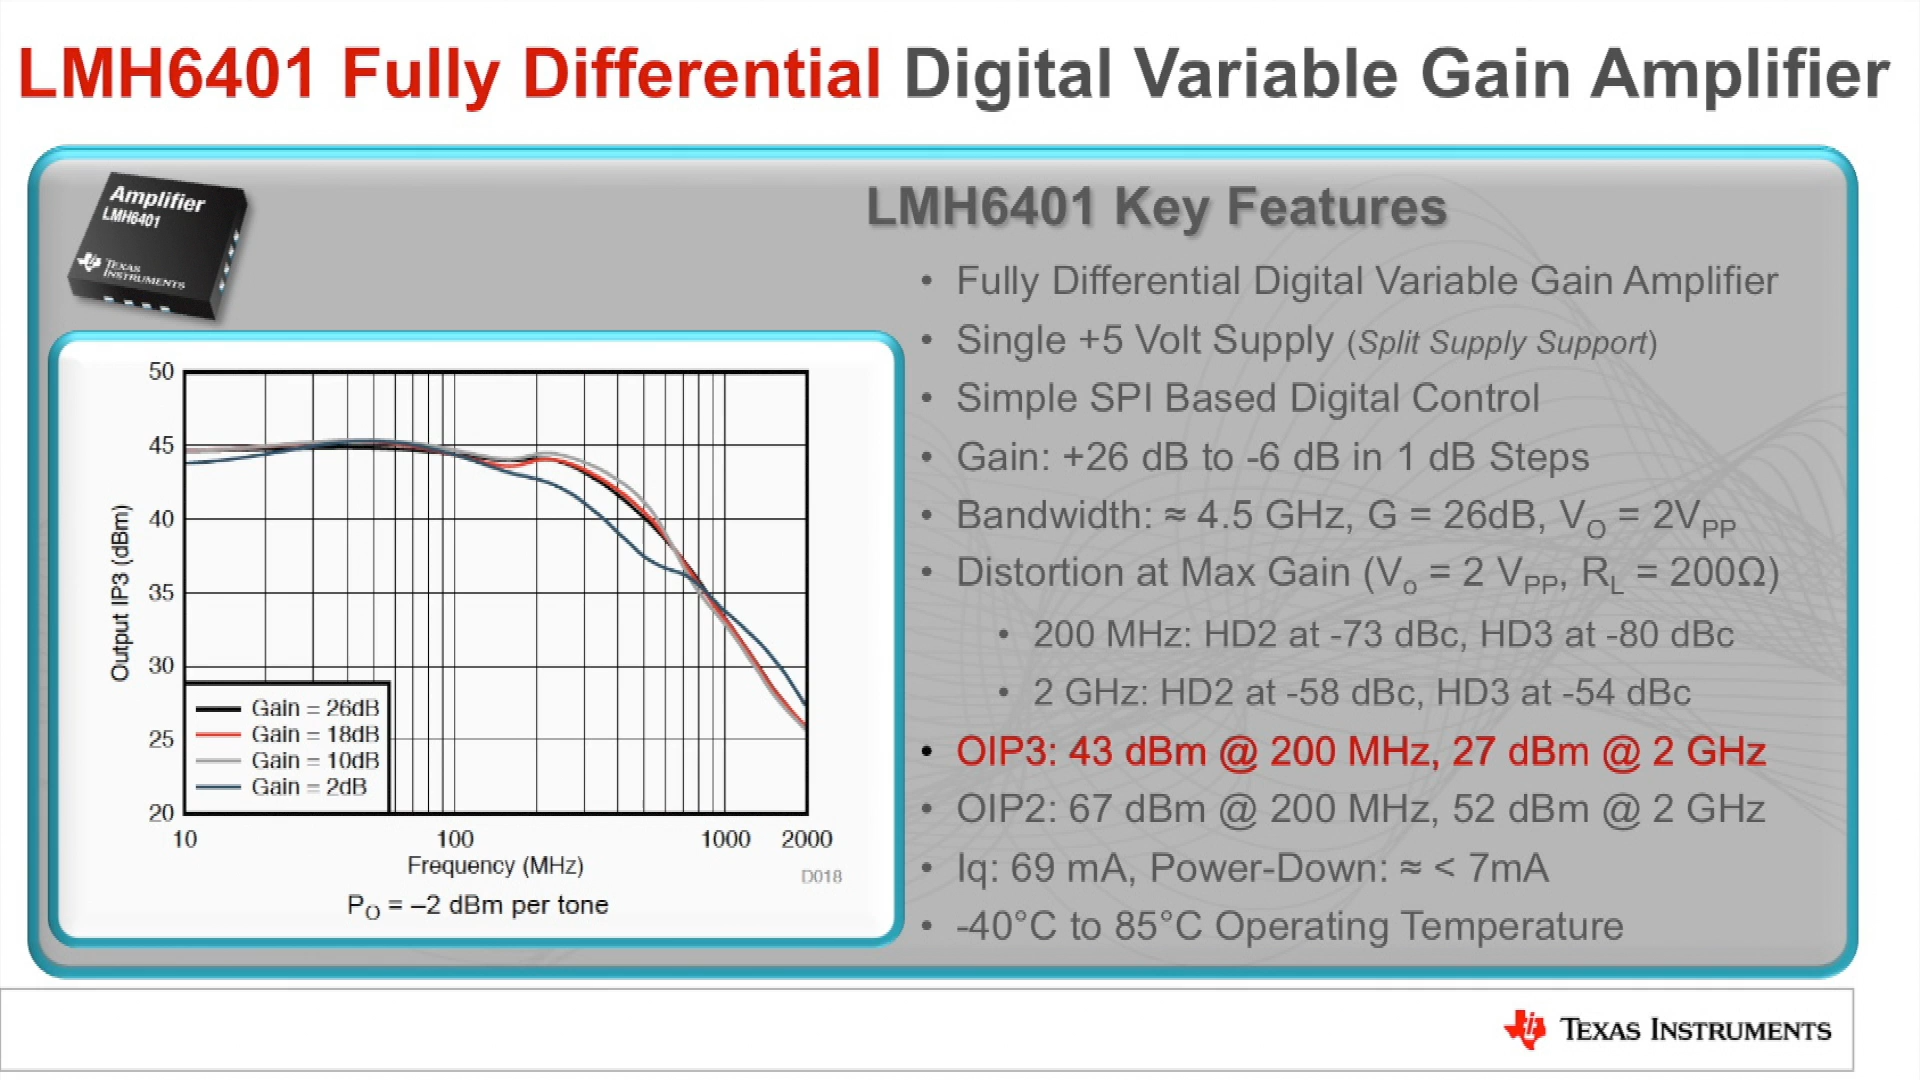 LMH6401 Fully Differential Digital Variable Gain Amplifier
Amplifier
LMH6401
TEXAS
INSTRUMENTS
LMH6401 Key Features
• Fully Differential Digital Variable Gain Amplifier
• Single +5 Volt Supply (Split Supply Support)
• Simple SPI Based Digital Control
• Gain: +26 dB to -6 dB in 1 dB Steps
• Bandwidth: ≈ 4.5 GHz, G = 26dB, VO = 2VPP
• Distortion at Max Gain (Vo = 2 VPP, RL = 200Ω)
• 200 MHz: HD2 at -73 dBc, HD3 at -80 dBc
• 2 GHz: HD2 at -58 dBc, HD3 at -54 dBc
• OIP3: 43 dBm @ 200 MHz, 27 dBm @ 2 GHz
• OIP2: 67 dBm @ 200 MHz, 52 dBm @ 2 GHz
• Iq: 69 mA, Power-Down: ≈ < 7mA
• -40°C to 85°C Operating Temperature
50
45
40
35
30
25
20
Output IP3 (dBm)
Gain = 26dB
Gain = 18dB
Gain = 10dB
Gain = 2dB
10 100 1000 2000
Frequency (MHz)
D018
PO = –2 dBm per tone
TEXAS INSTRUMENTS